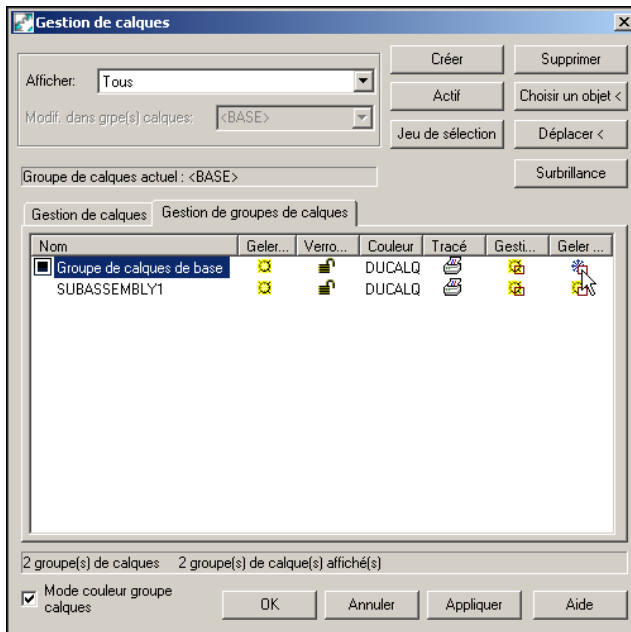 Gestion de calques
Afficher: Tous
Modif. dans grpe(s) calques: <BASE>
Créer
Supprimer
Actif
Choisir un objet <
Jeu de sélection
Déplacer <
Surbrillance
Groupe de calques actuel : <BASE>
Gestion de calques Gestion de groupes de calques
Nom Geler... Verro... Couleur Tracé Gesti... Geler ...
Groupe de calques de base DUCALQ
SUBASSEMBLY1 DUCALQ
2 groupe(s) de calques 2 groupe(s) de calque(s) affiché(s)
Mode couleur groupe
calques
OK Annuler Appliquer Aide